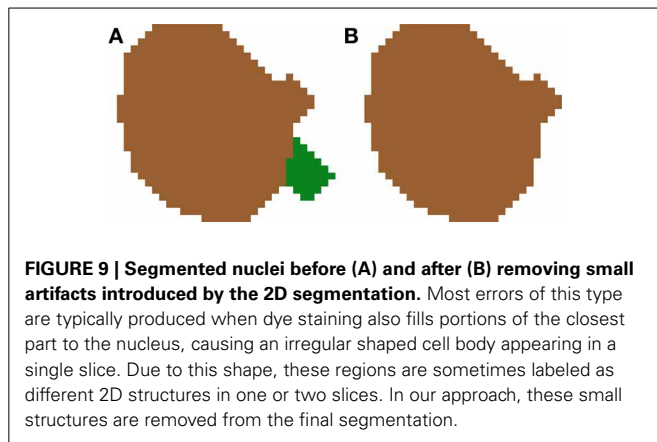 A
B
FIGURE 9 | Segmented nuclei before (A) and after (B) removing small
artifacts introduced by the 2D segmentation. Most errors of this type
are typically produced when dye staining also fills portions of the closest
part to the nucleus, causing an irregular shaped cell body appearing in a
single slice. Due to this shape, these regions are sometimes labeled as
different 2D structures in one or two slices. In our approach, these small
structures are removed from the final segmentation.